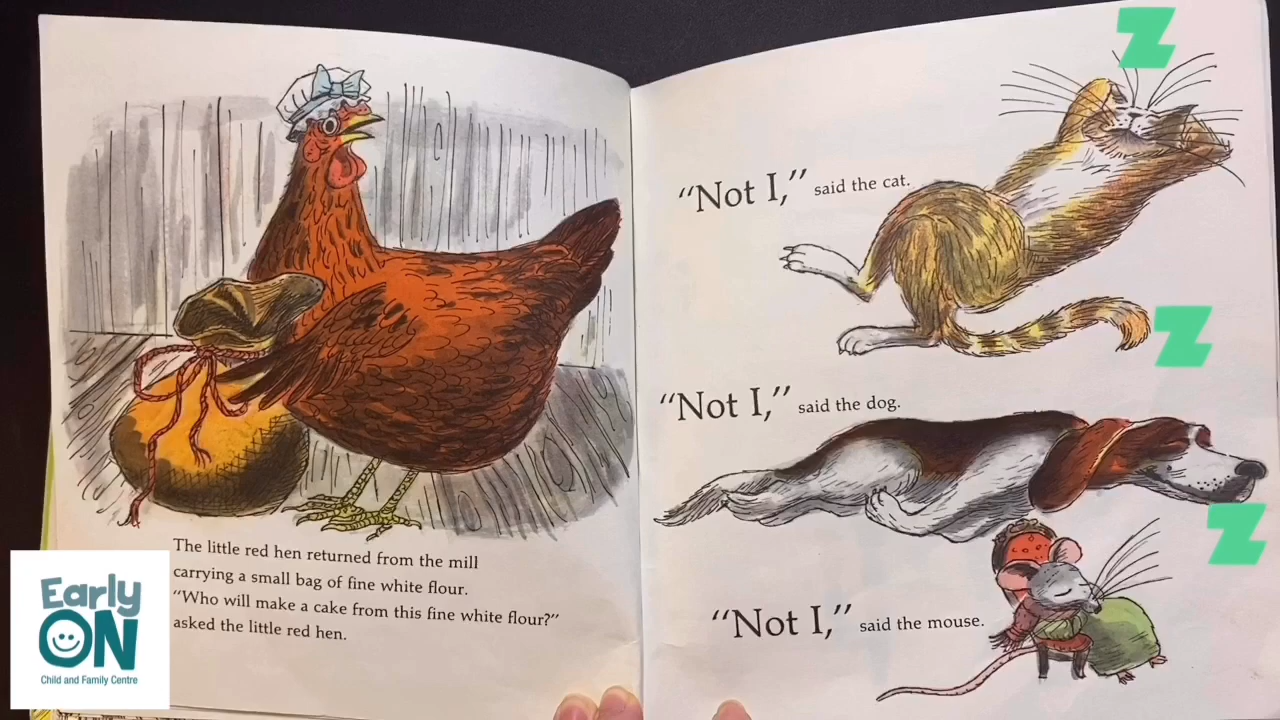 The little red hen returned from the mill
carrying a small bag of fine white flour.
“Who will make a cake from this fine white flour?”
asked the little red hen.
Early
ON
Child and Family Centre
“Not I,” said the cat.
“Not I,” said the dog.
“Not I,” said the mouse.
Z
Z
Z